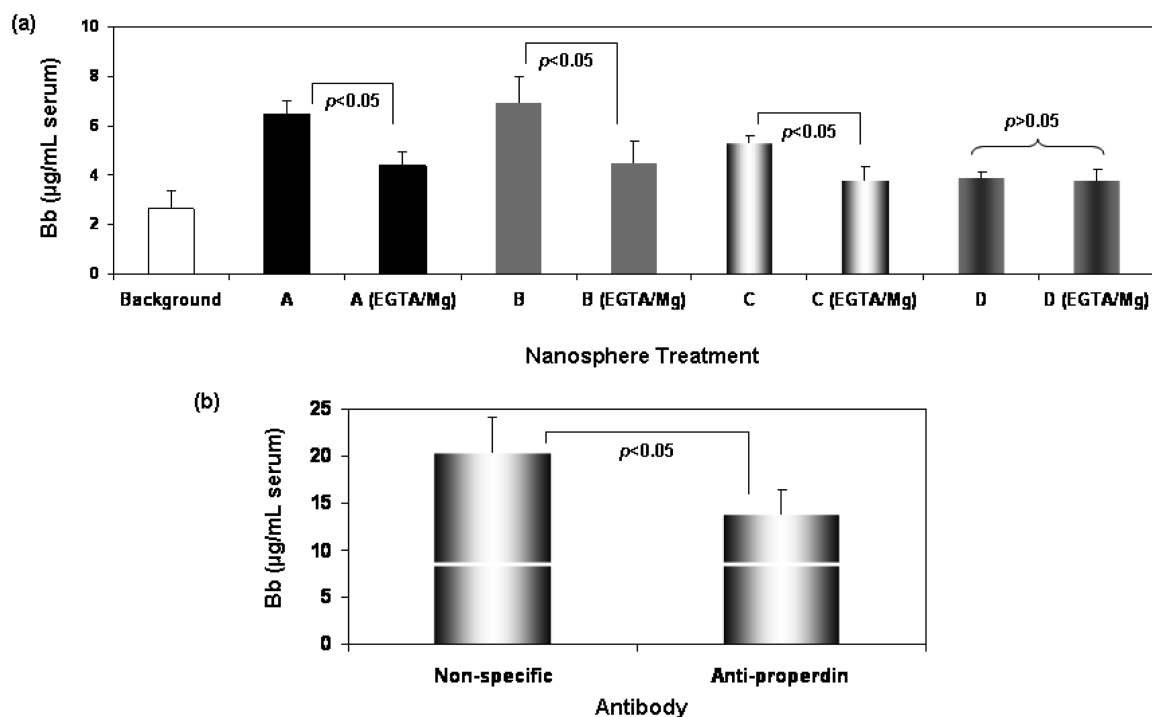 (a)
10
8
6
4
2
0
Bb (µg/mL serum)
p<0.05
p<0.05
p<0.05
p>0.05
Background A A (EGTA/Mg) B B (EGTA/Mg) C C (EGTA/Mg) D D (EGTA/Mg)
Nanosphere Treatment
(b)
25
20
15
10
5
0
Bb (µg/mL serum)
p<0.05
Non-specific Anti-properdin
Antibody